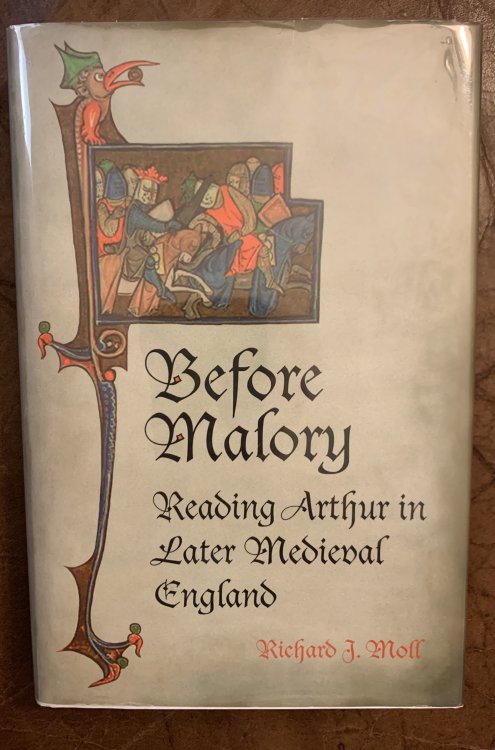 Before
Malory
Reading Arthur in
Later Medieval
England
Richard J. Moll